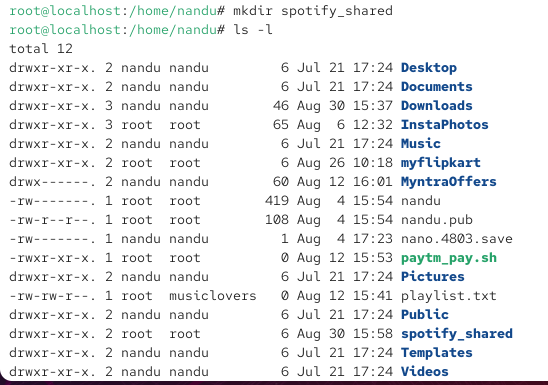 root@localhost:/home/nandu# mkdir spotify_shared
root@localhost:/home/nandu# ls -l
total 12
drwxr-xr-x. 2 nandu nandu         6 Jul 21 17:24 Desktop
drwxr-xr-x. 2 nandu nandu         6 Jul 21 17:24 Documents
drwxr-xr-x. 3 nandu nandu        46 Aug 30 15:37 Downloads
drwxr-xr-x. 3 root  root         65 Aug  6 12:32 InstaPhotos
drwxr-xr-x. 2 nandu nandu         6 Jul 21 17:24 Music
drwxr-xr-x. 2 root  root          6 Aug 26 10:18 myflipkart
drwx------. 2 nandu nandu        60 Aug 12 16:01 MyntraOffers
-rw-------. 1 root  root        419 Aug  4 15:54 nandu
-rw-r--r--. 1 root  root        108 Aug  4 15:54 nandu.pub
-rw-------. 1 nandu nandu         1 Aug  4 17:23 nano.4803.save
-rwxr-xr-x. 1 root  root          0 Aug 12 15:53 paytm_pay.sh
drwxr-xr-x. 2 nandu nandu         6 Jul 21 17:24 Pictures
-rw-rw-r--. 1 root  musiclovers   0 Aug 12 15:41 playlist.txt
drwxr-xr-x. 2 nandu nandu         6 Jul 21 17:24 Public
drwxr-xr-x. 2 root  root          6 Aug 30 15:58 spotify_shared
drwxr-xr-x. 2 nandu nandu         6 Jul 21 17:24 Templates
drwxr-xr-x. 2 nandu nandu         6 Jul 21 17:24 Videos